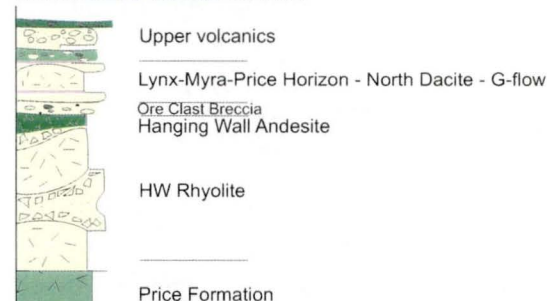 Upper volcanics
Lynx-Myra-Price Horizon - North Dacite - G-flow
Ore Clast Breccia
Hanging Wall Andesite
HW Rhyolite
Price Formation